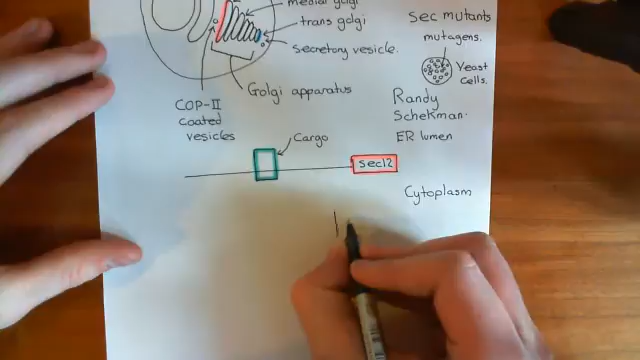 medial golgi
trans golgi
secretory vesicle.
Golgi apparatus
COP-II
coated
vesicles
Sec mutants
mutagens.
Yeast
Cells.
Randy
Schekman.
ER lumen
Cargo
sec12
Cytoplasm